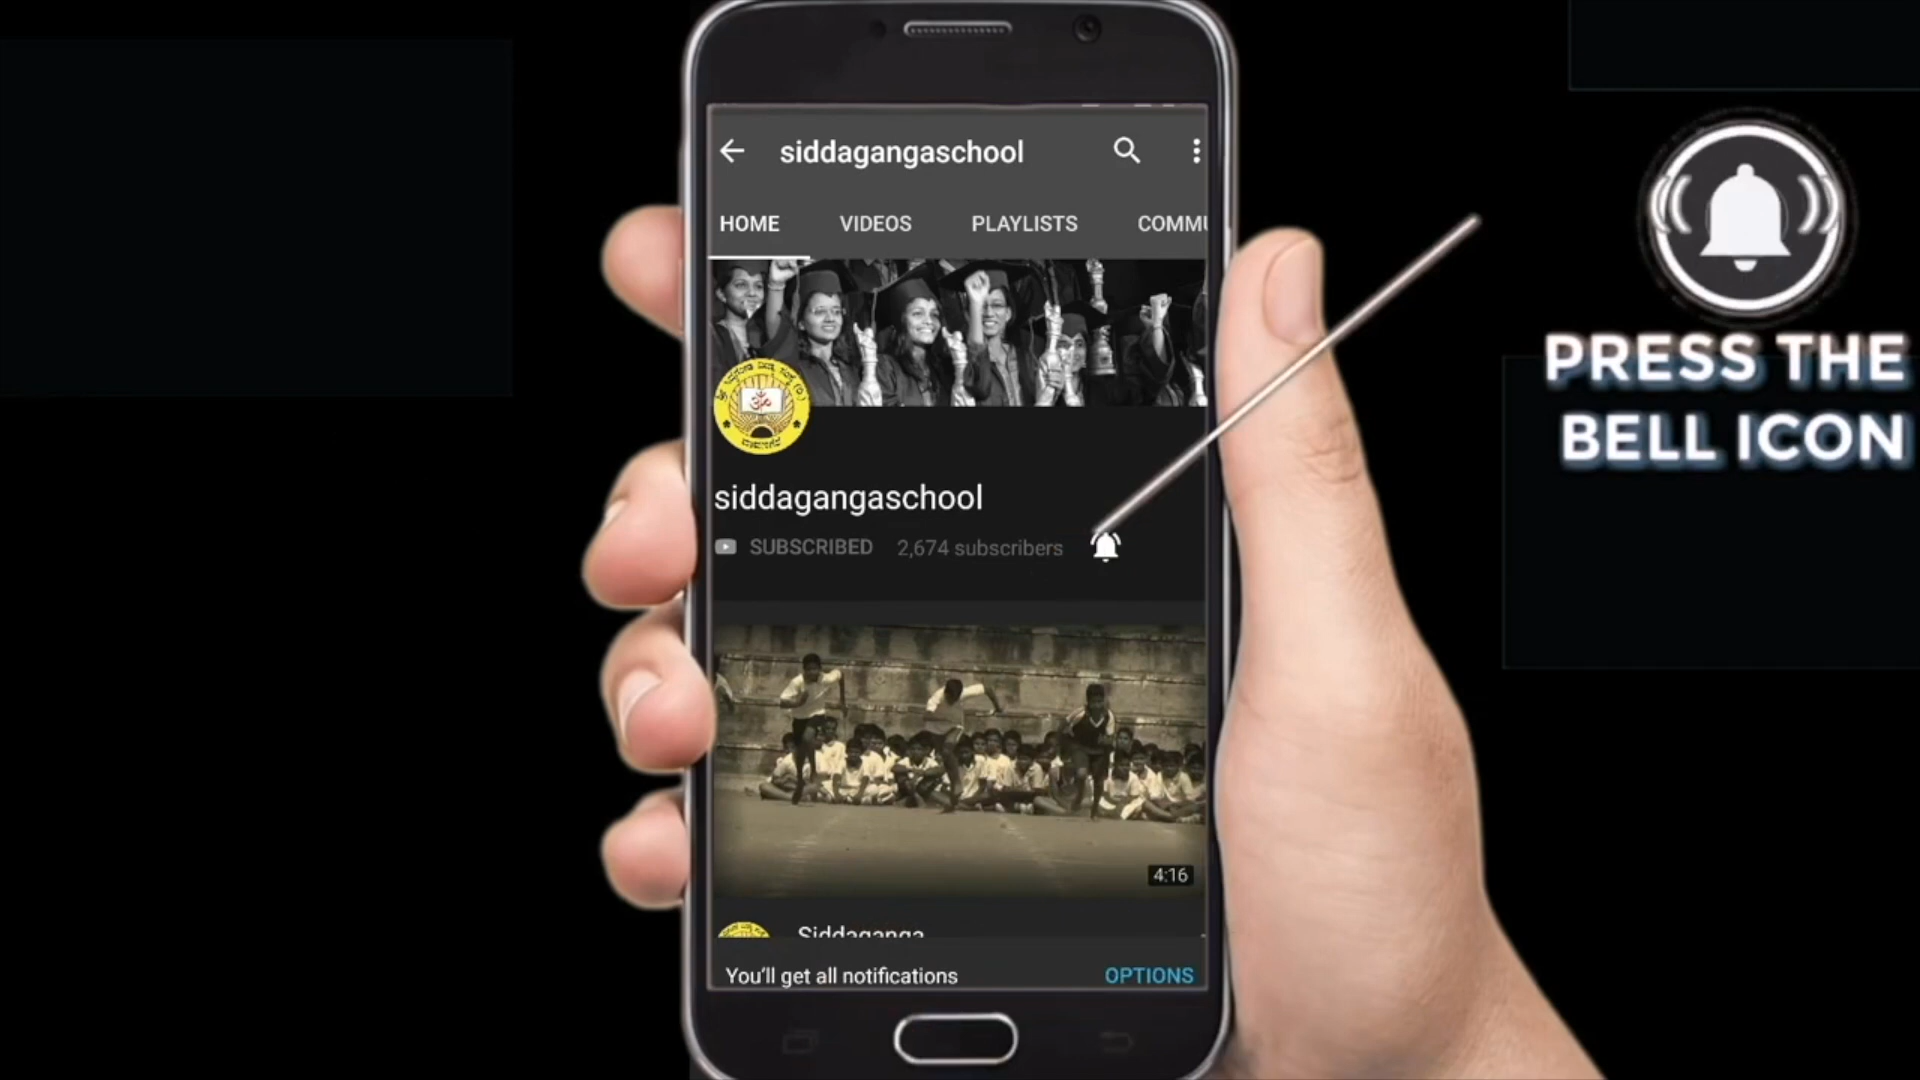 siddagangaschool
HOME VIDEOS PLAYLISTS COMMU
siddagangaschool
SUBSCRIBED 2,674 subscribers
4:16
Siddaganga
You'll get all notifications OPTIONS
PRESS THE
BELL ICON